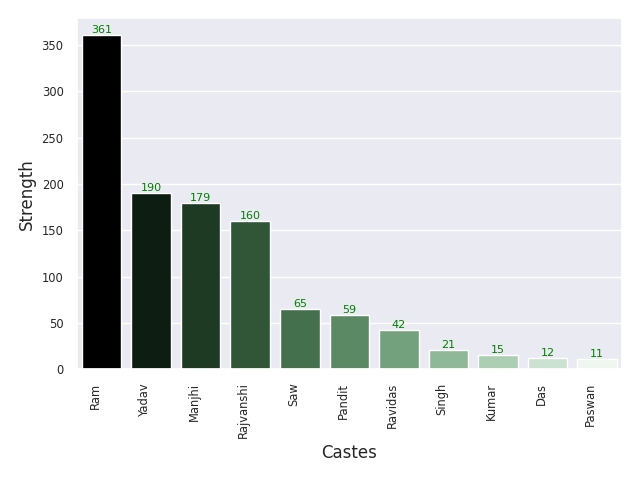 361
350
300
250
200
190
179
160
150
100
65
59
50
42
21
15
12
11
0
Strength
Ram
Yadav
Manjhi
Rajvanshi
Saw
Pandit
Ravidas
Singh
Kumar
Das
Paswan
Castes